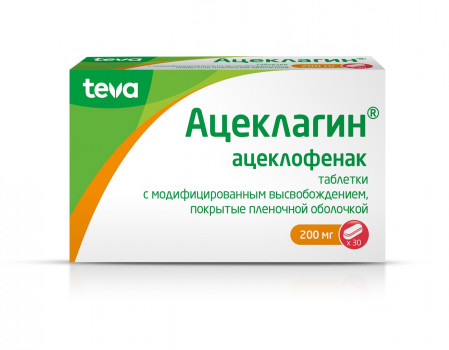 teva
Ацеклагин®
ацеклофенак
таблетки
с модифицированным высвобождением,
покрытые пленочной оболочкой
200 мг
x 30